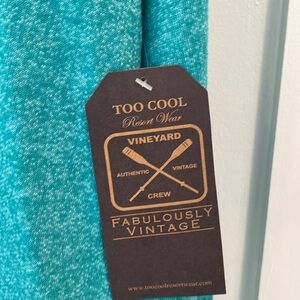 TOO COOL
Resort Wear
VINEYARD
AUTHENTIC VINTAGE
CREW
FABULOUSLY
VINTAGE
www.toocoolresortwear.com